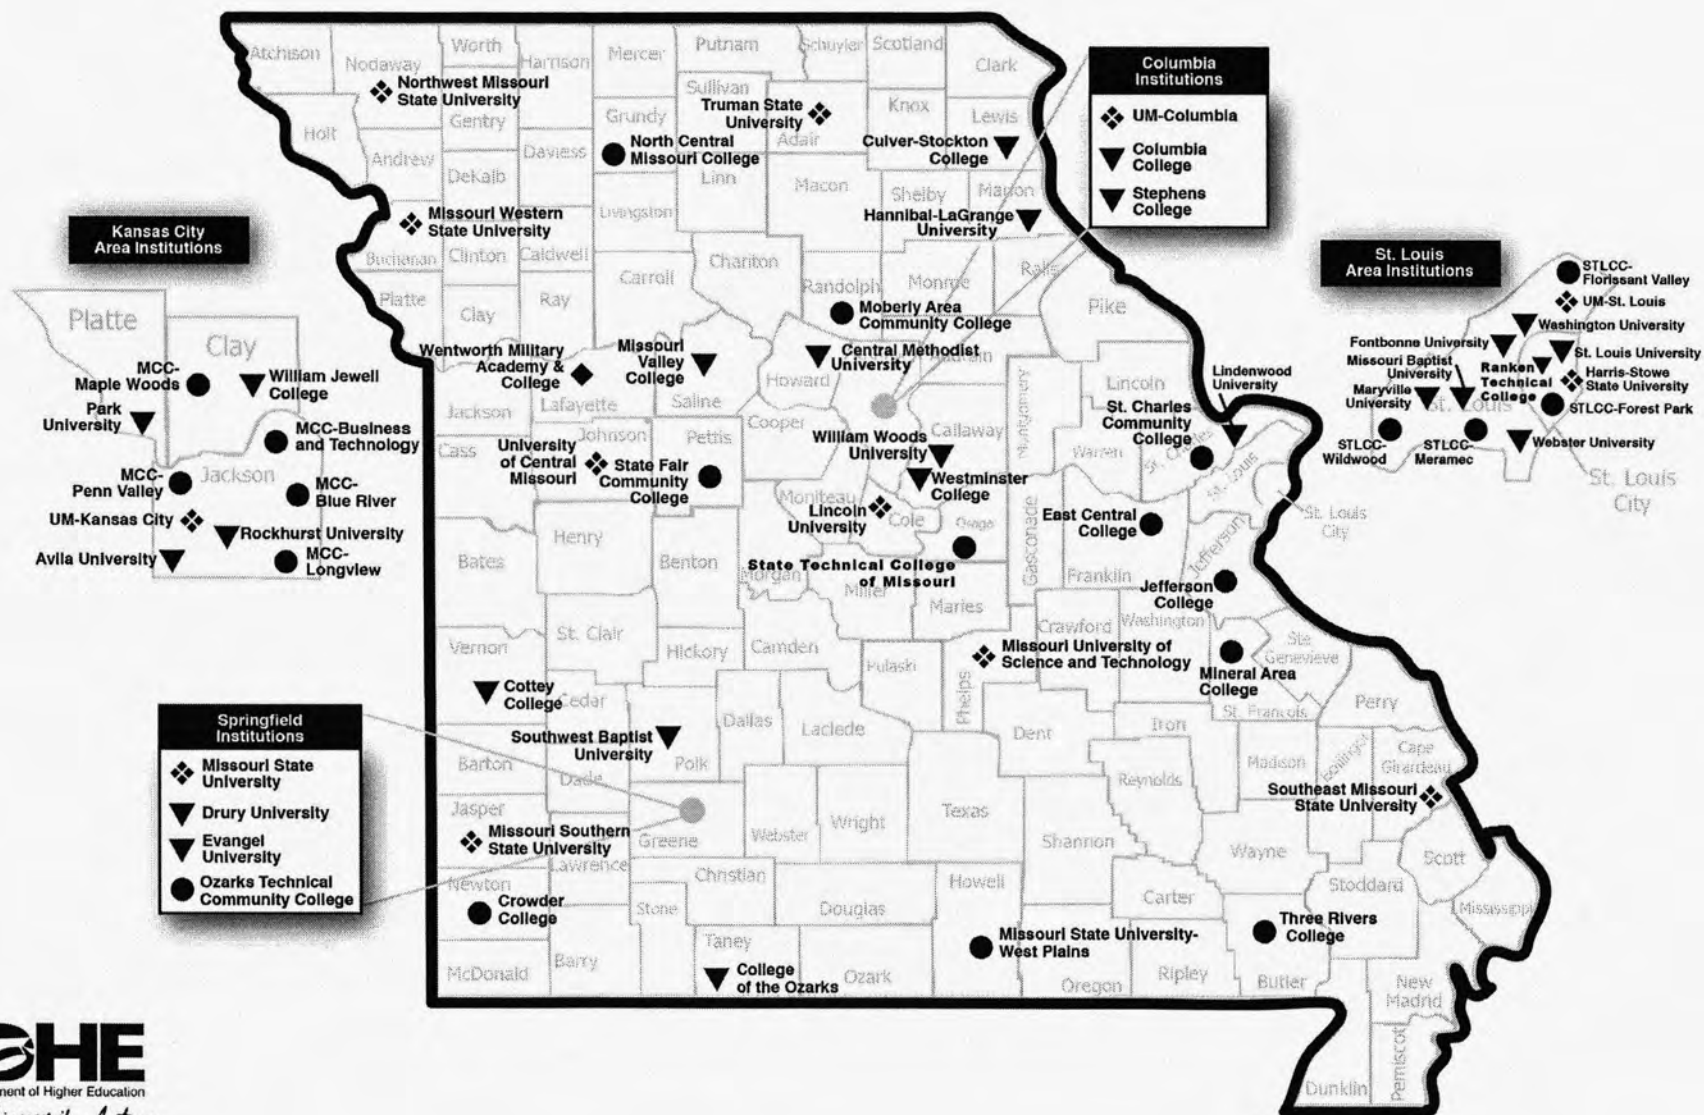 Atchison
Nodaway
Worth
Harrison
Mercer
Putnam
Schuyler
Scotland
Clark
Northwest Missouri
State University
Gentry
Holt
Andrew
DeKalb
Daviess
Grundy
Sullivan
Truman State
University
Adair
Knox
Lewis
North Central
Missouri College
Linn
Macon
Culver-Stockton
College
Shelby
Marion
Hannibal-LaGrange
University
Missouri Western
State University
Livingston
Buchanan
Clinton
Caldwell
Carroll
Chariton
Randolph
Monroe
Ralls
Pike
Platte
Clay
Ray
Moberly Area
Community College
Columbia
Institutions
UM-Columbia
Columbia
College
Stephens
College
Kansas City
Area Institutions
Platte
Clay
MCC-
Maple Woods
William Jewell
College
Park
University
MCC-Business
and Technology
Jackson
MCC-
Penn Valley
MCC-
Blue River
UM-Kansas City
Rockhurst University
Avila University
MCC-
Longview
St. Louis
Area Institutions
STLCC-
Florissant Valley
UM-St. Louis
Washington University
Fontbonne University
St. Louis University
Missouri Baptist
University
Ranken
Technical
College
Harris-Stowe
State University
Maryville
University
St. Louis
STLCC-Forest Park
STLCC-
Wildwood
STLCC-
Meramec
Webster University
St. Louis
City
Wentworth Military
Academy &
College
Missouri
Valley
College
Central Methodist
University
Audrain
Howard
Jackson
Lafayette
Saline
Cooper
Montgomery
Lincoln
Lindenwood
University
St. Charles
Community
College
St. Charles
Warren
St. Louis
St. Louis
City
Cass
Johnson
Pettis
University
of Central
Missouri
State Fair
Community
College
William Woods
University
Callaway
Westminster
College
Moniteau
Lincoln
University
Cole
Osage
Gasconade
East Central
College
Franklin
Jefferson
Jefferson
College
State Technical College
of Missouri
Bates
Henry
Benton
Morgan
Miller
Maries
Crawford
Washington
Vernon
St. Clair
Hickory
Camden
Pulaski
Phelps
Missouri University of
Science and Technology
Mineral Area
College
Ste
Genevieve
St. Francois
Perry
Cottey
College
Cedar
Dallas
Laclede
Dent
Iron
Southwest Baptist
University
Polk
Barton
Dade
Reynolds
Madison
Bollinger
Cape
Girardeau
Southeast Missouri
State University
Springfield
Institutions
Missouri State
University
Drury University
Evangel
University
Ozarks Technical
Community College
Jasper
Missouri Southern
State University
Greene
Webster
Wright
Texas
Shannon
Wayne
Scott
Lawrence
Newton
Christian
Howell
Carter
Stoddard
Mississippi
Crowder
College
Stone
Douglas
Missouri State University-
West Plains
Three Rivers
College
Taney
McDonald
Barry
College
of the Ozarks
Ozark
Oregon
Ripley
Butler
New
Madrid
Dunklin
Pemiscot
HE
ment of Higher Education